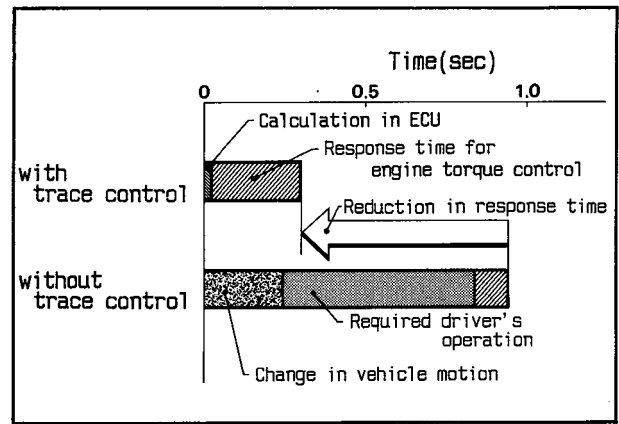 Time(sec)
0 0.5 1.0
Calculation in ECU
Response time for
engine torque control
with
trace control
Reduction in response time
without
trace control
Required driver's
operation
Change in vehicle motion